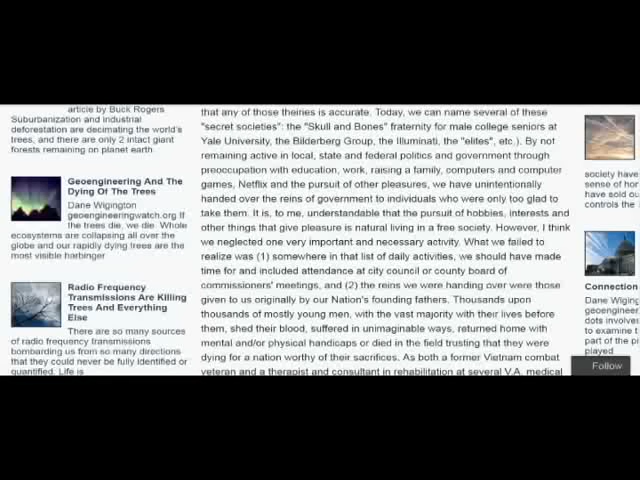 article by Buck Rogers
Suburbanization and industrial
deforestation are decimating the world's
trees, and there are only 2 intact giant
forests remaining on planet earth.
Geoengineering And The
Dying Of The Trees
Dane Wigington
geoengineeringwatch.org If
the trees die, we die. Whole
ecosystems are collapsing all over the
globe and our rapidly dying trees are the
most visible harbinger
Radio Frequency
Transmissions Are Killing
Trees And Everything
Else
There are so many sources
of radio frequency transmissions
bombarding us from so many directions
that they could never be fully identified or
quantified. Life is
that any of those theiries is accurate. Today, we can name several of these
"secret societies": the "Skull and Bones" fraternity for male college seniors at
Yale University, the Bilderberg Group, the Illuminati, the "elites", etc.). By not
remaining active in local, state and federal politics and government through
preoccupation with education, work, raising a family, computers and computer
games, Netflix and the pursuit of other pleasures, we have unintentionally
handed over the reins of government to individuals who were only too glad to
take them. It is, to me, understandable that the pursuit of hobbies, interests and
other things that give pleasure is natural living in a free society. However, I think
we neglected one very important and necessary activity. What we failed to
realize was (1) somewhere in that list of daily activities, we should have made
time for and included attendance at city council or county board of
commissioners' meetings, and (2) the reins we were handing over were those
given to us originally by our Nation's founding fathers. Thousands upon
thousands of mostly young men, with the vast majority with their lives before
them, shed their blood, suffered in unimaginable ways, returned home with
mental and/or physical handicaps or died in the field trusting that they were
dying for a nation worthy of their sacrifices. As both a former Vietnam combat
veteran and a therapist and consultant in rehabilitation at several V.A. medical
society have
sense of hor
have sold ou
controls the
Connection
Dane Wigin
geoengineer
dots involve
to examine t
part of the pi
played
Follow